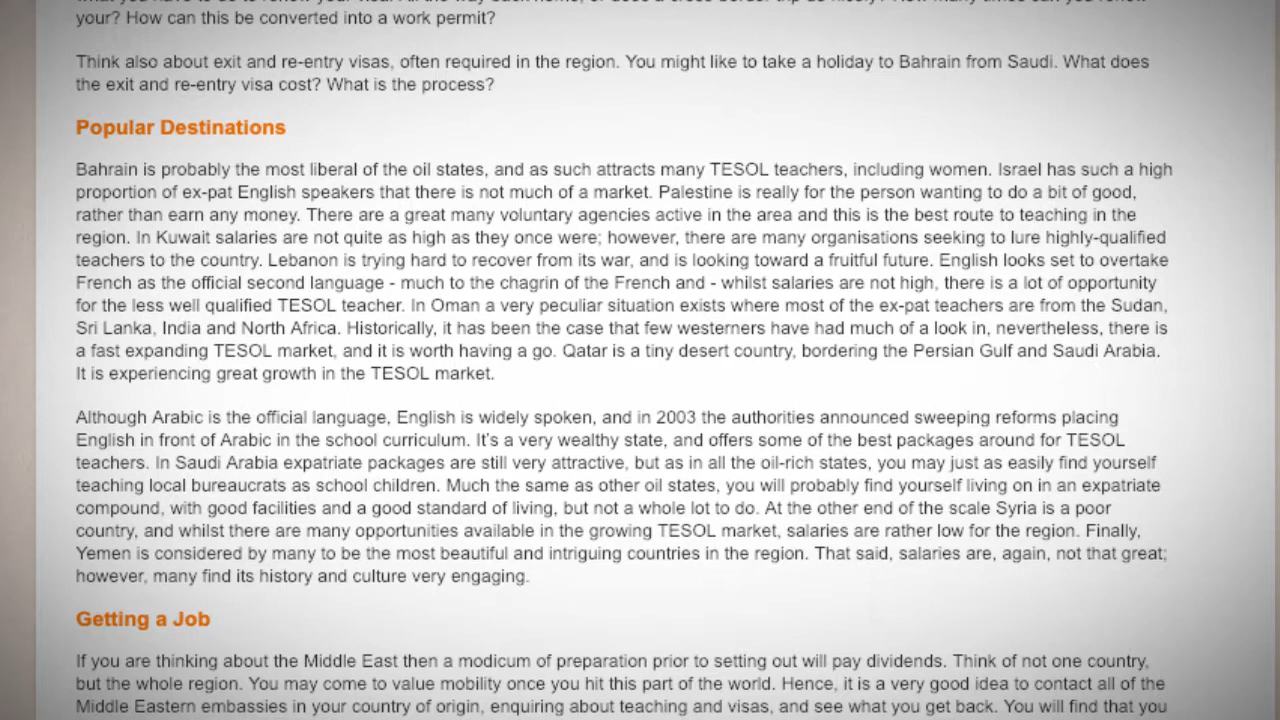 your? How can this be converted into a work permit?
Think also about exit and re-entry visas, often required in the region. You might like to take a holiday to Bahrain from Saudi. What does
the exit and re-entry visa cost? What is the process?
Popular Destinations
Bahrain is probably the most liberal of the oil states, and as such attracts many TESOL teachers, including women. Israel has such a high
proportion of ex-pat English speakers that there is not much of a market. Palestine is really for the person wanting to do a bit of good,
rather than earn any money. There are a great many voluntary agencies active in the area and this is the best route to teaching in the
region. In Kuwait salaries are not quite as high as they once were; however, there are many organisations seeking to lure highly-qualified
teachers to the country. Lebanon is trying hard to recover from its war, and is looking toward a fruitful future. English looks set to overtake
French as the official second language - much to the chagrin of the French and - whilst salaries are not high, there is a lot of opportunity
for the less well qualified TESOL teacher. In Oman a very peculiar situation exists where most of the ex-pat teachers are from the Sudan,
Sri Lanka, India and North Africa. Historically, it has been the case that few westerners have had much of a look in, nevertheless, there is
a fast expanding TESOL market, and it is worth having a go. Qatar is a tiny desert country, bordering the Persian Gulf and Saudi Arabia.
It is experiencing great growth in the TESOL market.
Although Arabic is the official language, English is widely spoken, and in 2003 the authorities announced sweeping reforms placing
English in front of Arabic in the school curriculum. It's a very wealthy state, and offers some of the best packages around for TESOL
teachers. In Saudi Arabia expatriate packages are still very attractive, but as in all the oil-rich states, you may just as easily find yourself
teaching local bureaucrats as school children. Much the same as other oil states, you will probably find yourself living on in an expatriate
compound, with good facilities and a good standard of living, but not a whole lot to do. At the other end of the scale Syria is a poor
country, and whilst there are many opportunities available in the growing TESOL market, salaries are rather low for the region. Finally,
Yemen is considered by many to be the most beautiful and intriguing countries in the region. That said, salaries are, again, not that great;
however, many find its history and culture very engaging.
Getting a Job
If you are thinking about the Middle East then a modicum of preparation prior to setting out will pay dividends. Think of not one country,
but the whole region. You may come to value mobility once you hit this part of the world. Hence, it is a very good idea to contact all of the
Middle Eastern embassies in your country of origin, enquiring about teaching and visas, and see what you get back. You will find that you